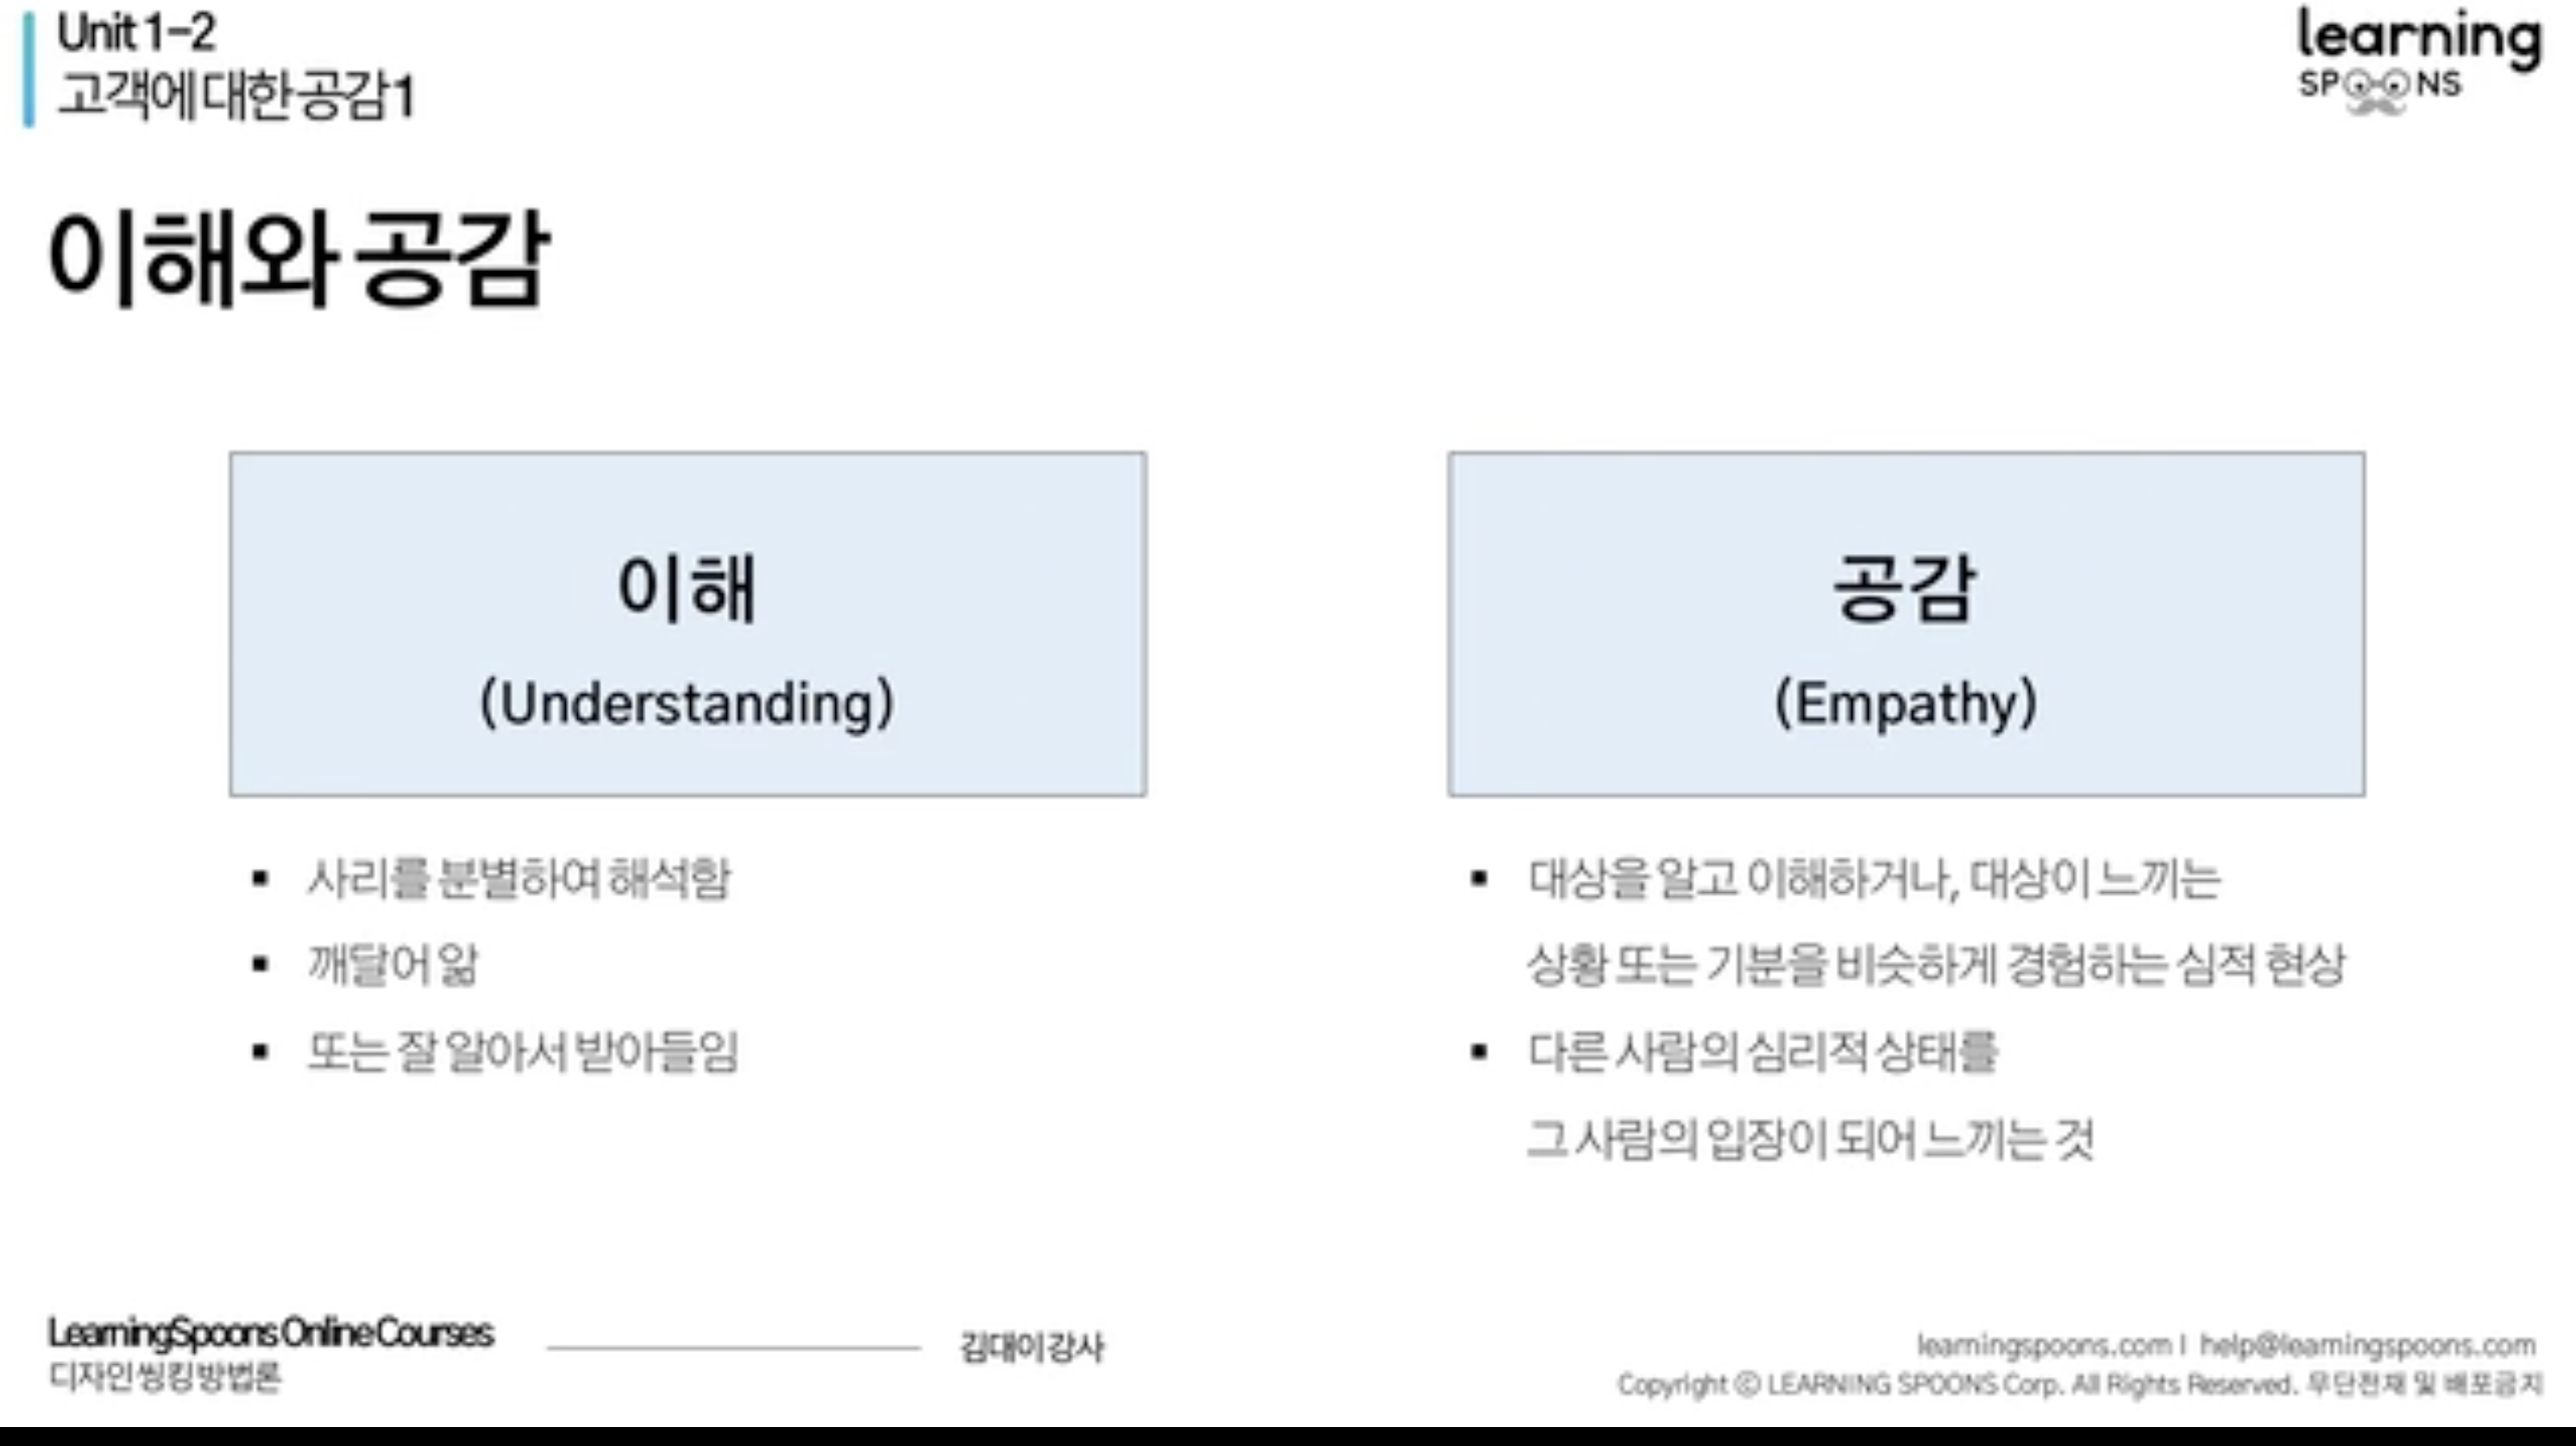 Unit 1-2
고객에 대한 공감 1
learning
SPOONS
이해와 공감
이해
(Understanding)
사리를 분별하여 해석함
깨달어 앎
또는 잘 알아서 받아들임
공감
(Empathy)
대상을 알고 이해하거나, 대상이 느끼는
상황 또는 기분을 비슷하게 경험하는 심적 현상
다른 사람의 심리적 상태를
그 사람의 입장이 되어 느끼는 것
LearningSpoons Online Courses
디자인 씽킹 방법론
김대이 강사
learningspoons.com I help@learningspoons.com
Copyright ⓒ LEARNING SPOONS Corp. All Rights Reserved. 무단전재 및 배포금지